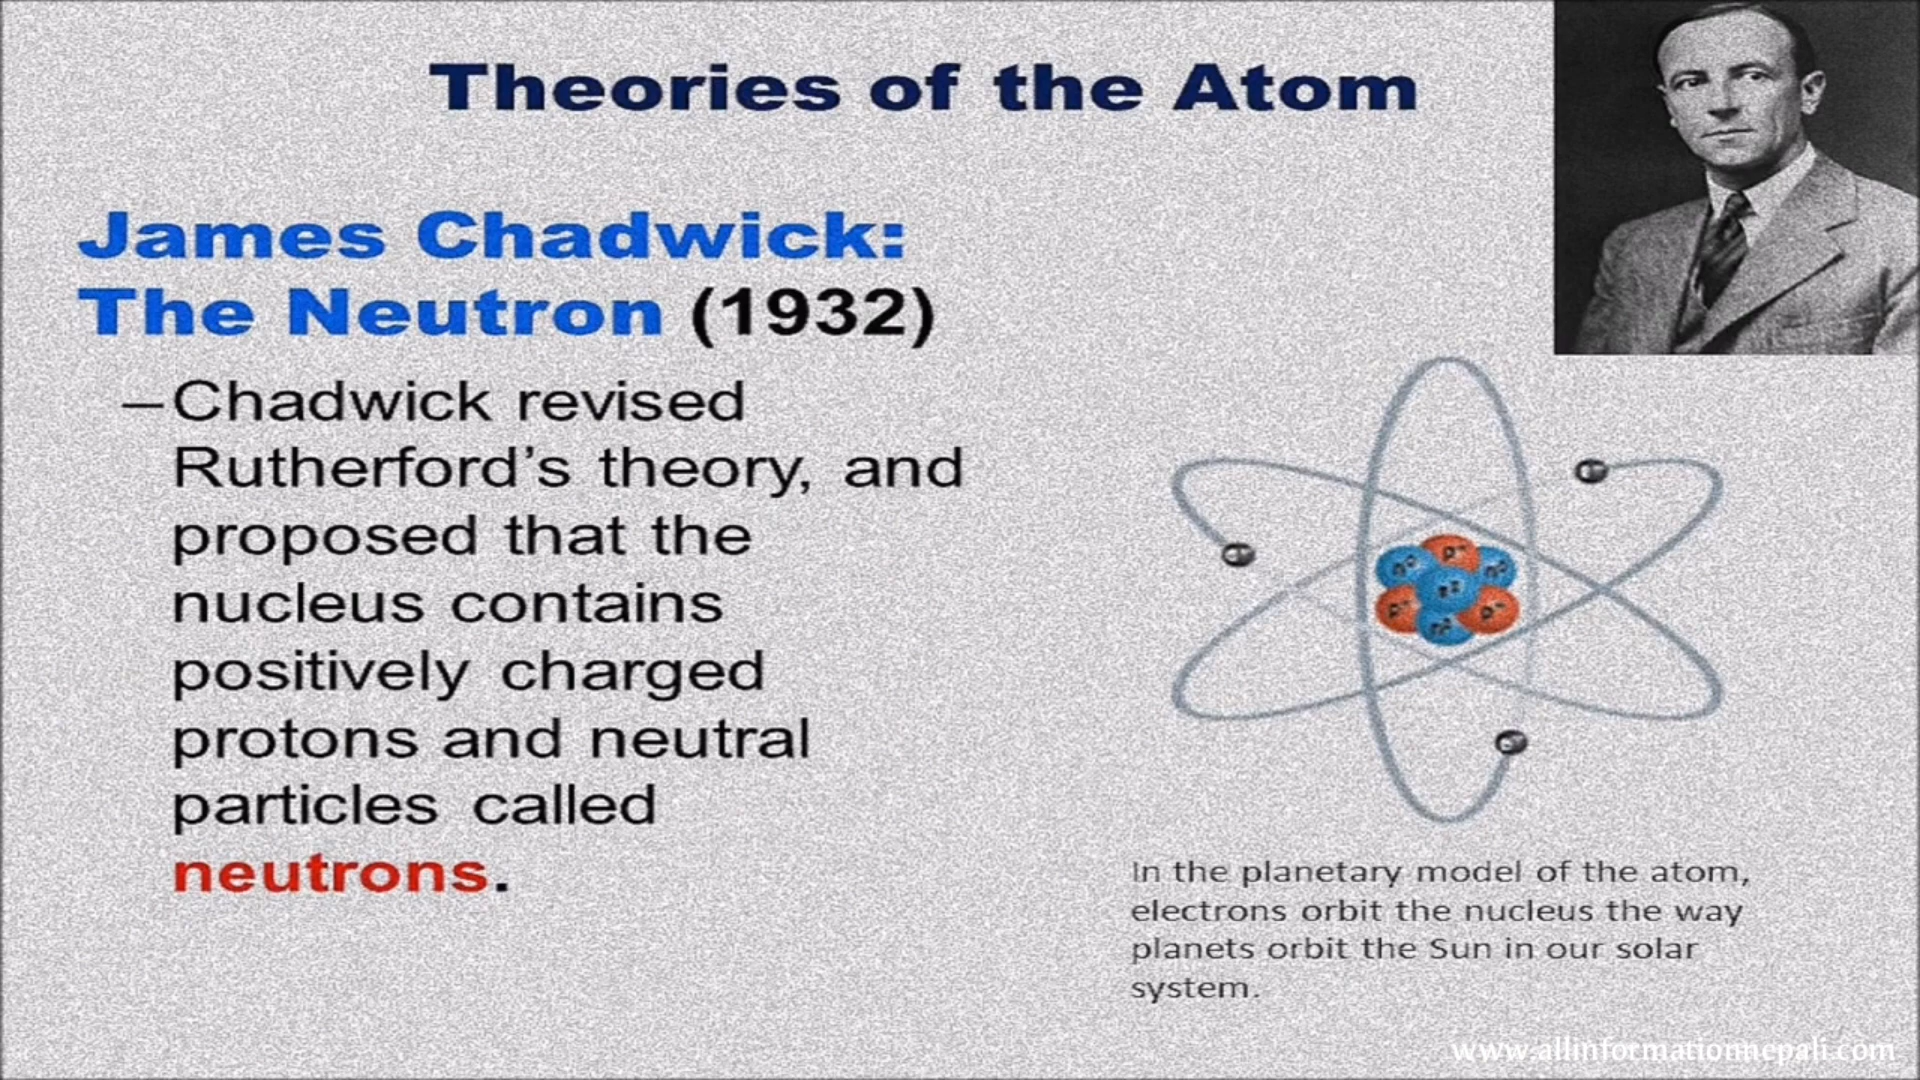 Theories of the Atom
James Chadwick:
The Neutron (1932)
–Chadwick revised
Rutherford's theory, and
proposed that the
nucleus contains
positively charged
protons and neutral
particles called
neutrons.
In the planetary model of the atom,
electrons orbit the nucleus the way
planets orbit the Sun in our solar
system.
www.allinformationnepali.com